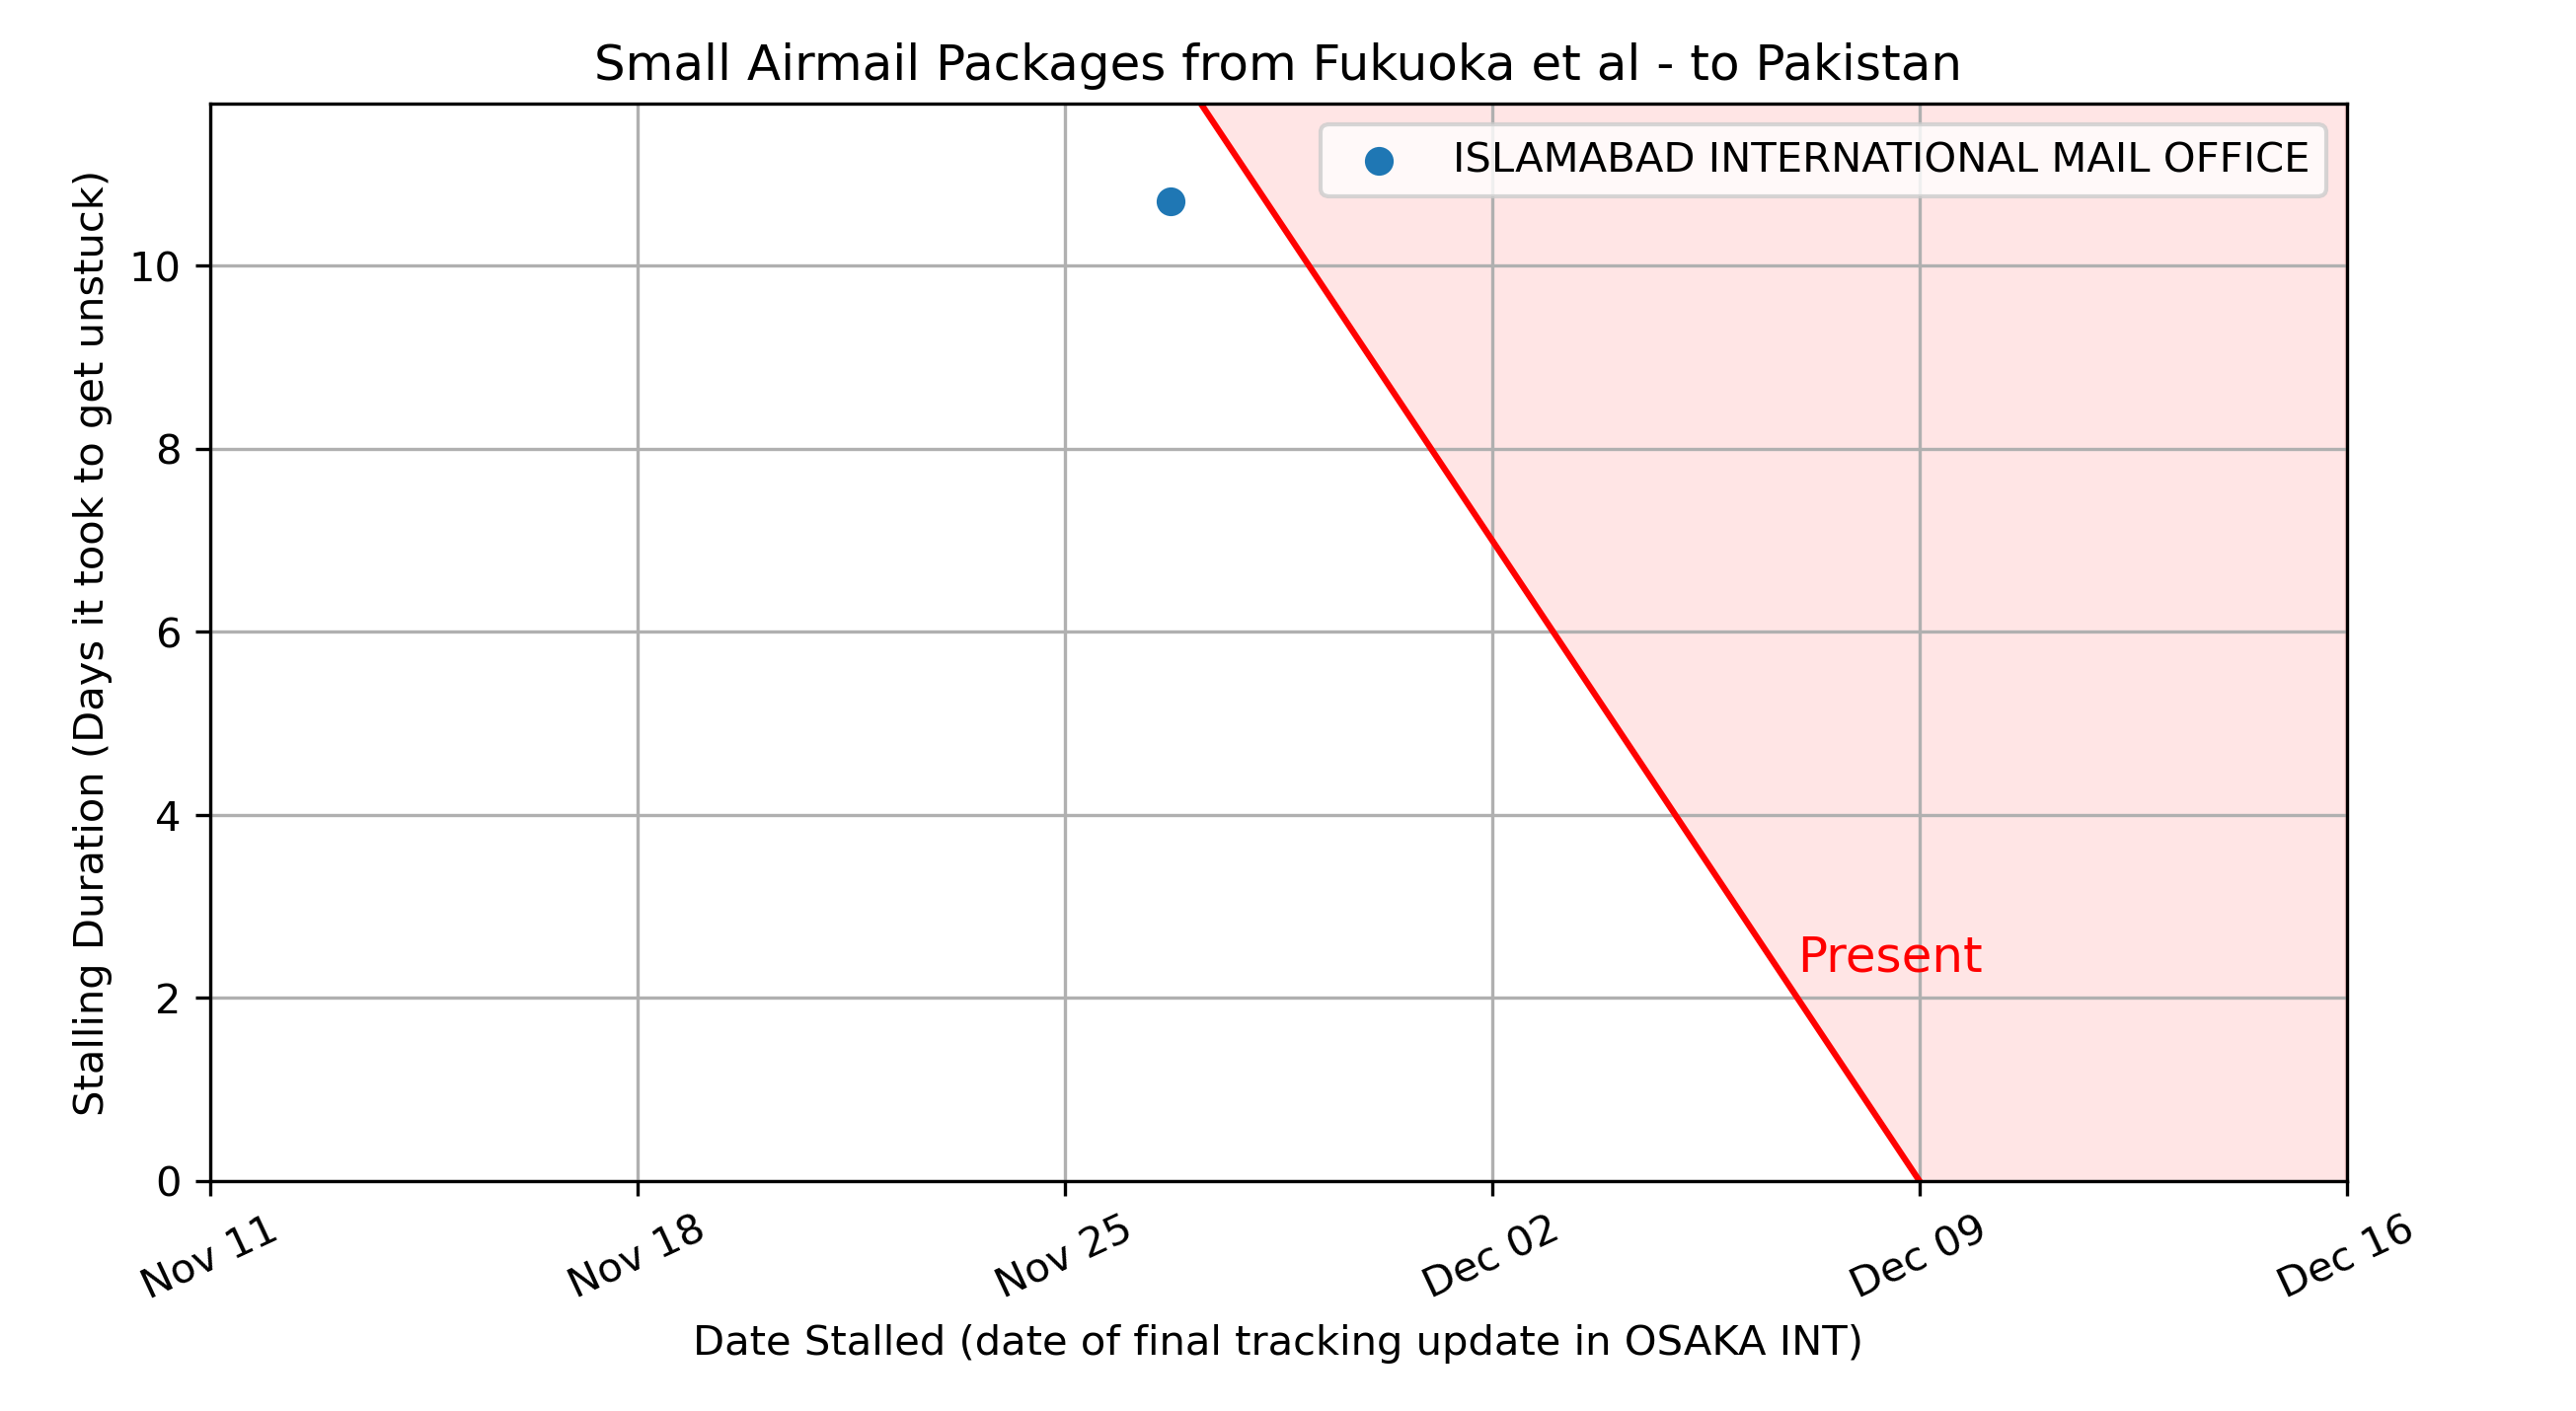 Small Airmail Packages from Fukuoka et al - to Pakistan
ISLAMABAD INTERNATIONAL MAIL OFFICE
Stalling Duration (Days it took to get unstuck)
10
8
6
4
2
0
Present
Nov 11
Nov 18
Nov 25
Dec 02
Dec 09
Dec 16
Date Stalled (date of final tracking update in OSAKA INT)